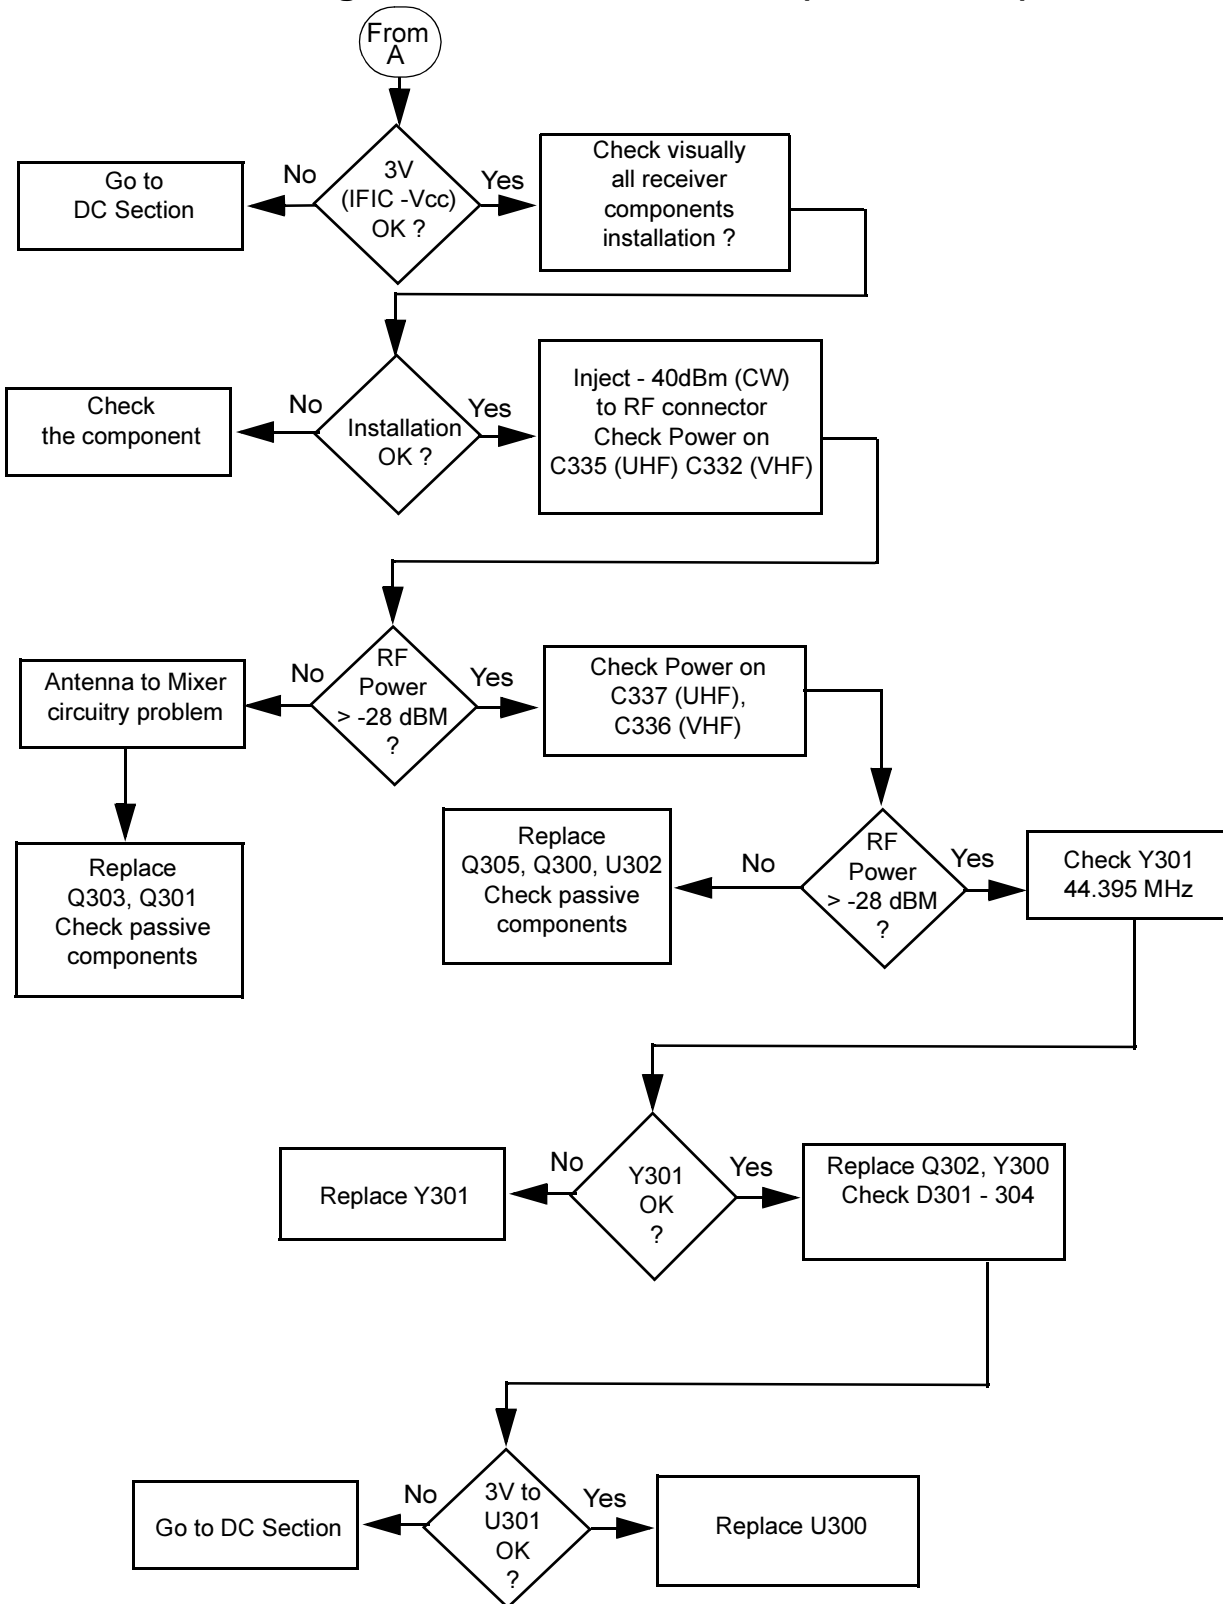 From
A
3V
(IFIC -Vcc)
OK ?
No
Yes
Go to
DC Section
Check visually
all receiver
components
installation ?
Installation
OK ?
No
Yes
Check
the component
Inject - 40dBm (CW)
to RF connector
Check Power on
C335 (UHF) C332 (VHF)
RF
Power
> -28 dBM
?
No
Yes
Antenna to Mixer
circuitry problem
Check Power on
C337 (UHF),
C336 (VHF)
Replace
Q303, Q301
Check passive
components
RF
Power
> -28 dBM
?
No
Yes
Replace
Q305, Q300, U302
Check passive
components
Check Y301
44.395 MHz
Y301
OK
?
No
Yes
Replace Y301
Replace Q302, Y300
Check D301 - 304
3V to
U301
OK
?
No
Yes
Go to DC Section
Replace U300